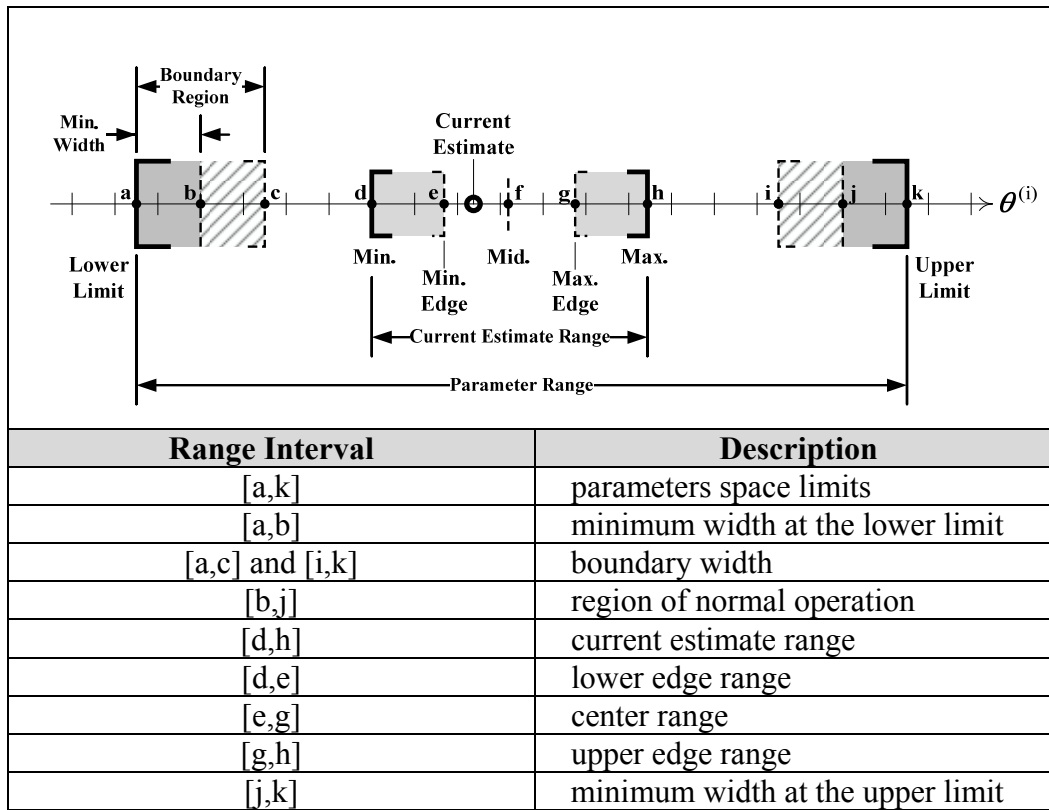 Boundary
Region
Min.
Width
Current
Estimate
a b c d e f g h i j k θ(i)
Lower
Limit
Min.
Min.
Edge
Mid.
Max.
Edge
Max.
Upper
Limit
Current Estimate Range
Parameter Range
Range Interval Description
[a,k] parameters space limits
[a,b] minimum width at the lower limit
[a,c] and [i,k] boundary width
[b,j] region of normal operation
[d,h] current estimate range
[d,e] lower edge range
[e,g] center range
[g,h] upper edge range
[j,k] minimum width at the upper limit